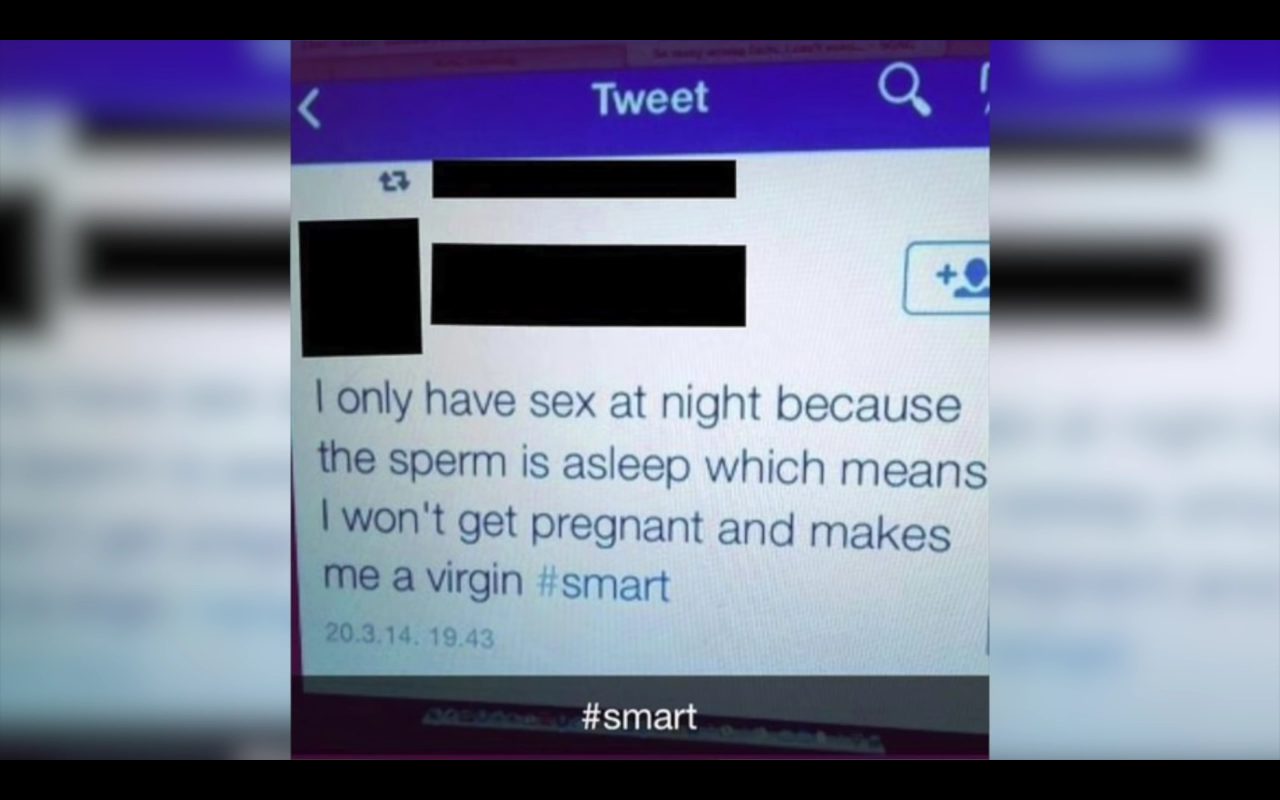 Tweet
I only have sex at night because
the sperm is asleep which means
I won't get pregnant and makes
me a virgin #smart
20.3.14. 19.43
#smart